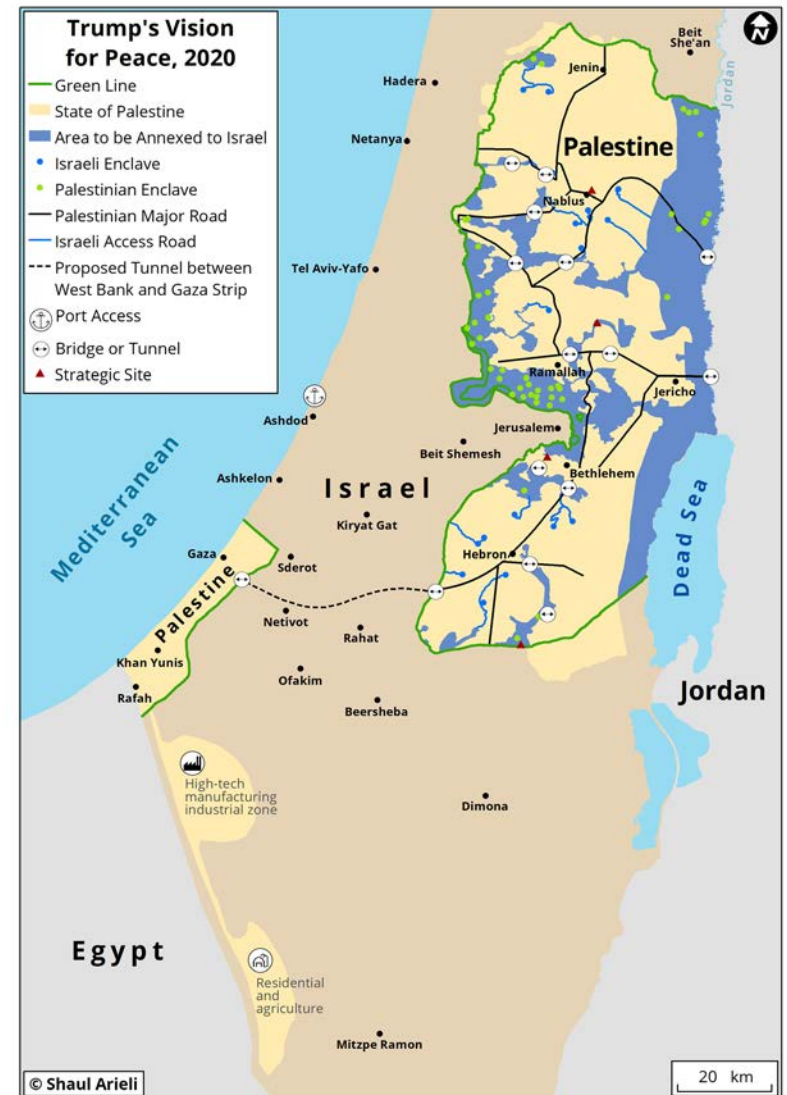 Trump's Vision
for Peace, 2020
Green Line
State of Palestine
Area to be Annexed to Israel
Israeli Enclave
Palestinian Enclave
Palestinian Major Road
Israeli Access Road
Proposed Tunnel between
West Bank and Gaza Strip
Port Access
Bridge or Tunnel
Strategic Site
N
Beit
She'an
Jordan
Jenin
Hadera
Netanya
Palestine
Nablus
Tel Aviv-Yafo
Ramallah
Jericho
Ashdod
Jerusalem
Beit Shemesh
Bethlehem
Mediterranean
Sea
Ashkelon
Israel
Kiryat Gat
Dead Sea
Gaza
Sderot
Hebron
Palestine
Netivot
Rahat
Khan Yunis
Ofakim
Rafah
Beersheba
Jordan
High-tech
manufacturing
industrial zone
Dimona
Egypt
Residential
and
agriculture
Mitzpe Ramon
© Shaul Arieli
20 km